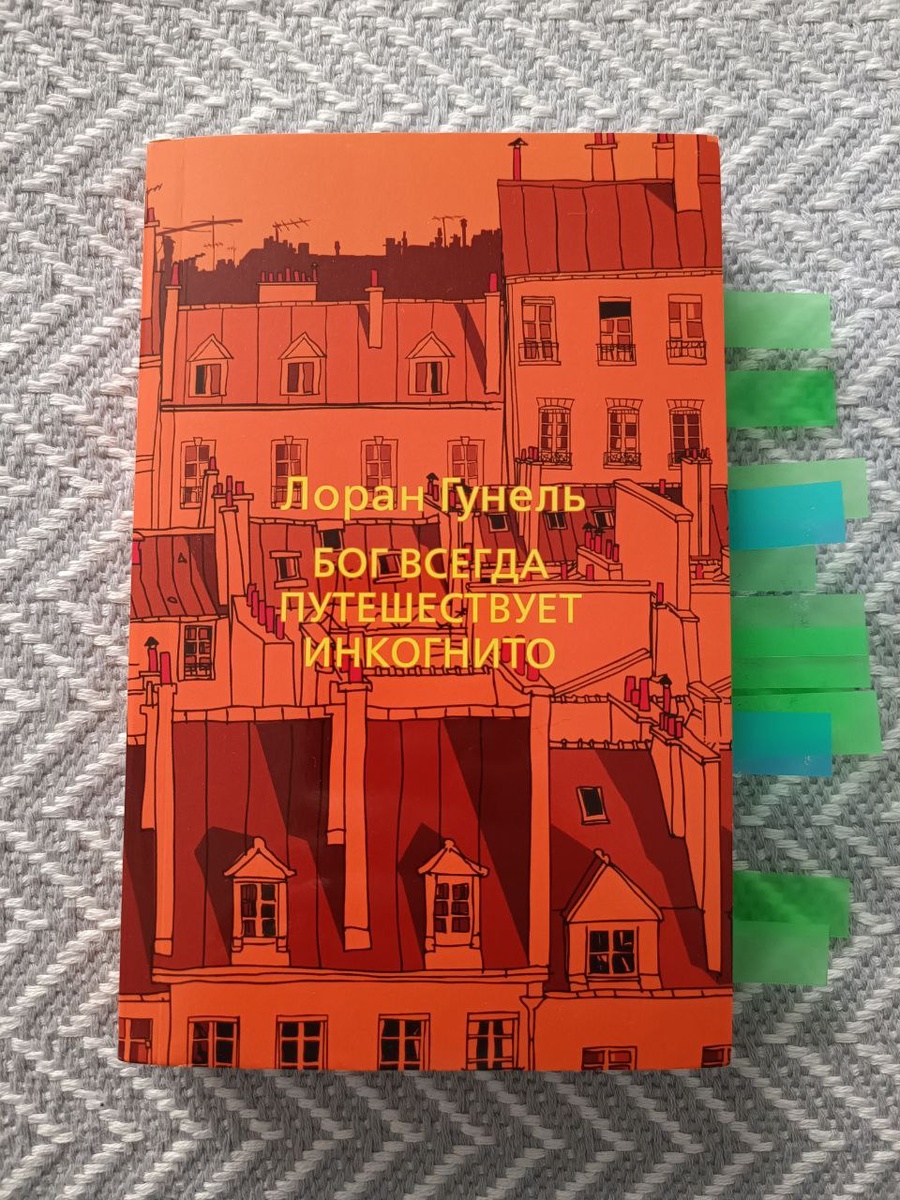 Лоран Гунель
БОГ ВСЕГДА
ПУТЕШЕСТВУЕТ
ИНКОГНИТО